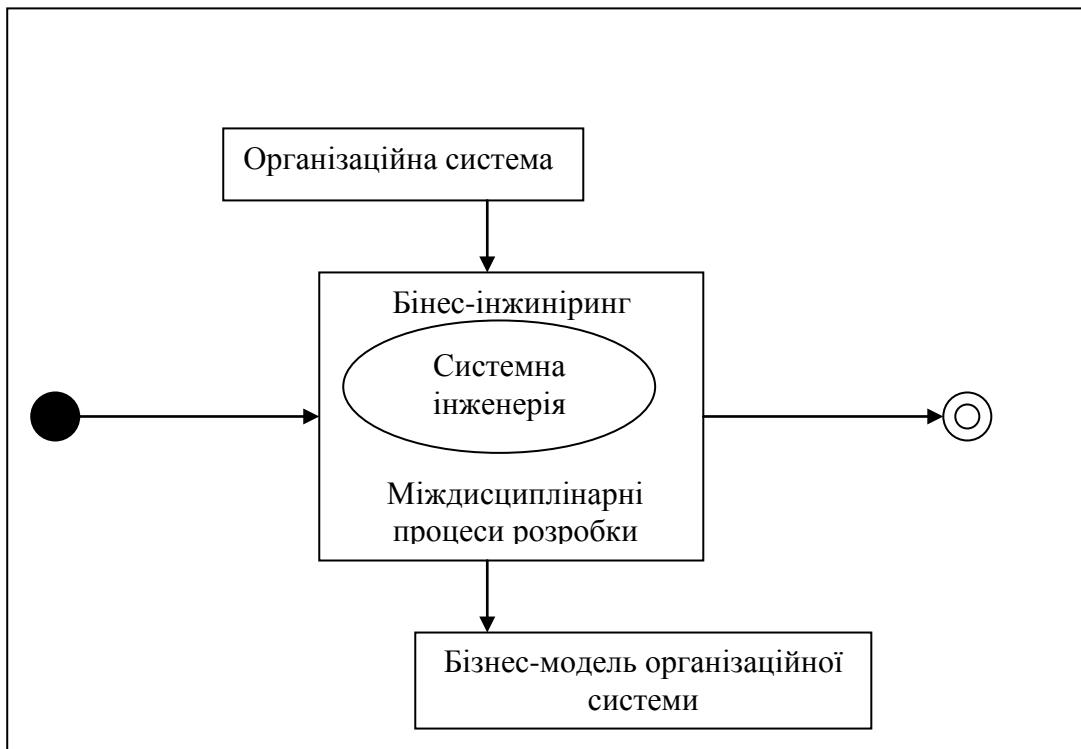 Організаційна система
Бінес-інжиніринг
Системна
інженерія
Міждисциплінарні
процеси розробки
Бізнес-модель організаційної
системи